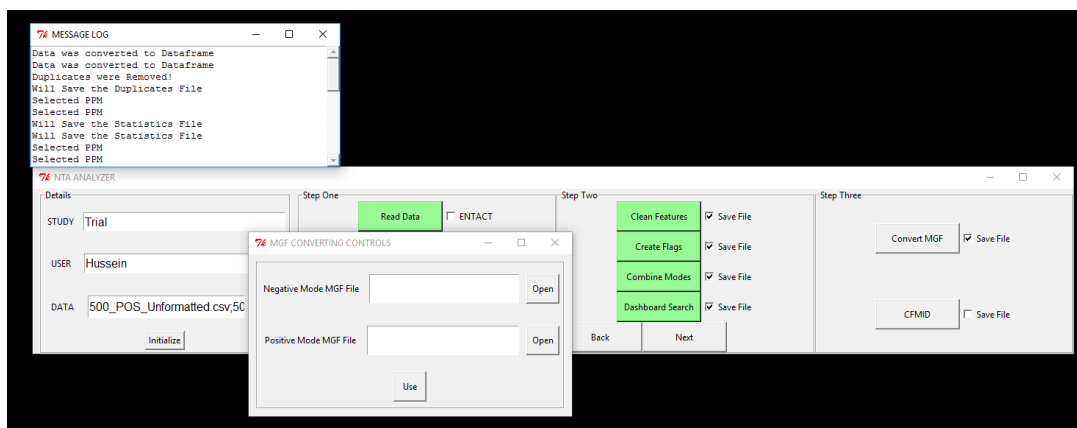 MESSAGE LOG
Data was converted to Dataframe
Data was converted to Dataframe
Duplicates were Removed!
Will Save the Duplicates File
Selected PPM
Selected PPM
Will Save the Statistics File
Will Save the Statistics File
Selected PPM
Selected PPM
NTA ANALYZER
Details
STUDY Trial
USER Hussein
DATA 500_POS_Unformatted.csv;50
Initialize
Step One
Read Data ENTACT
MGF CONVERTING CONTROLS
Negative Mode MGF File Open
Positive Mode MGF File Open
Use
Step Two
Clean Features Save File
Create Flags Save File
Combine Modes Save File
Dashboard Search Save File
Back Next
Step Three
Convert MGF Save File
CFMID Save File